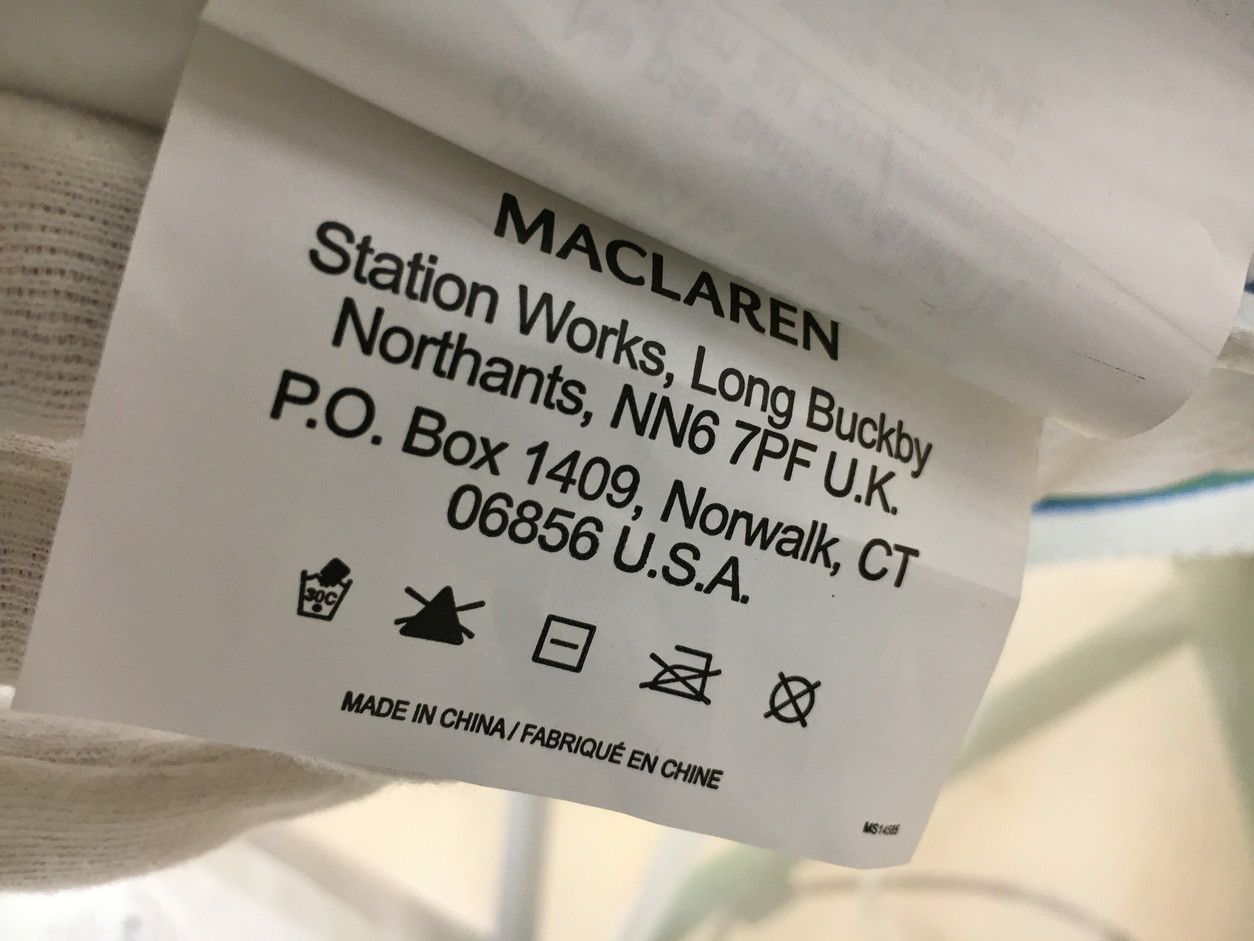 MACLAREN
Station Works, Long Buckby
Northants, NN6 7PF U.K.
P.O. Box 1409, Norwalk, CT
06856 U.S.A.
30C
MADE IN CHINA / FABRIQUÉ EN CHINE